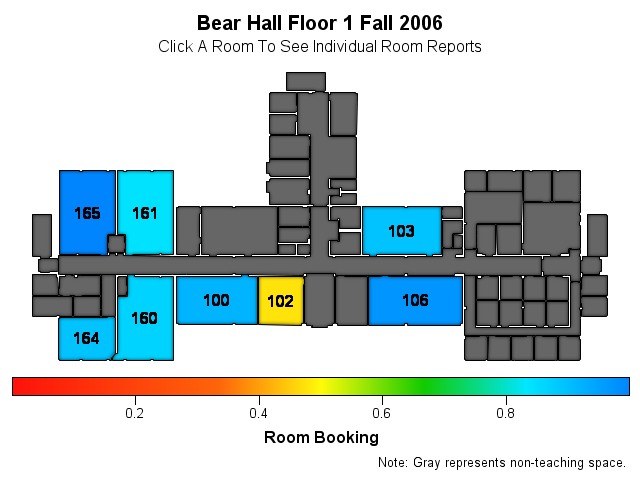 Bear Hall Floor 1 Fall 2006
Click A Room To See Individual Room Reports
165 161
103
100 102 106
160
164
0.2 0.4 0.6 0.8
Room Booking
Note: Gray represents non-teaching space.